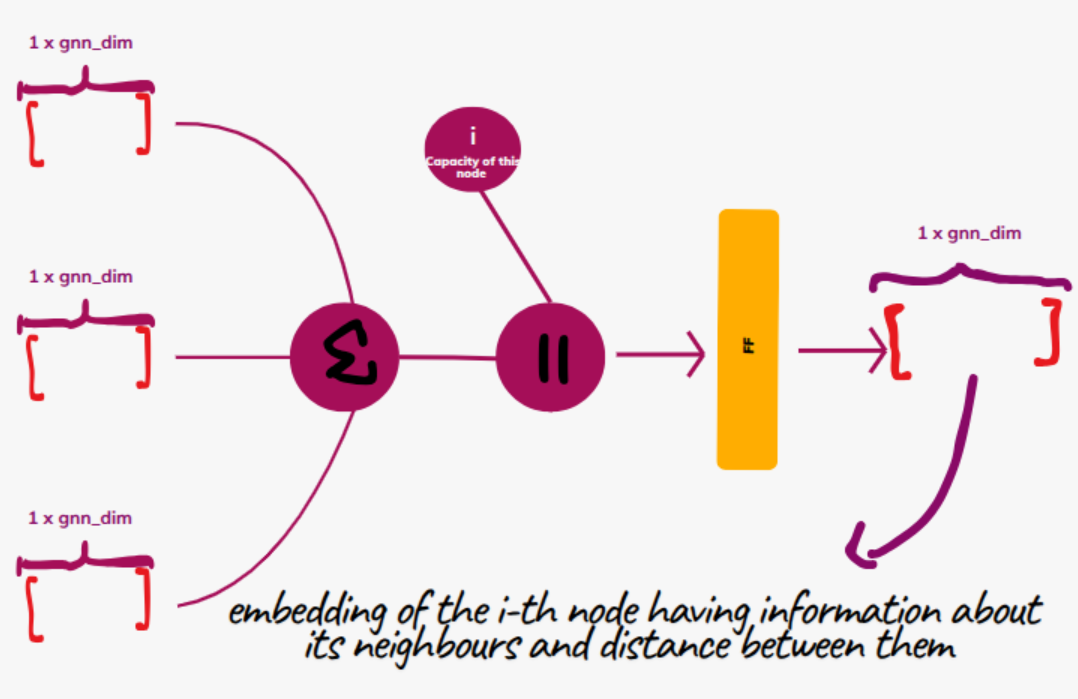 1 x gnn_dim
i
Capacity of this
node
1 x gnn_dim
1 x gnn_dim
Σ
||
FF
1 x gnn_dim
embedding of the i-th node having information about
its neighbours and distance between them